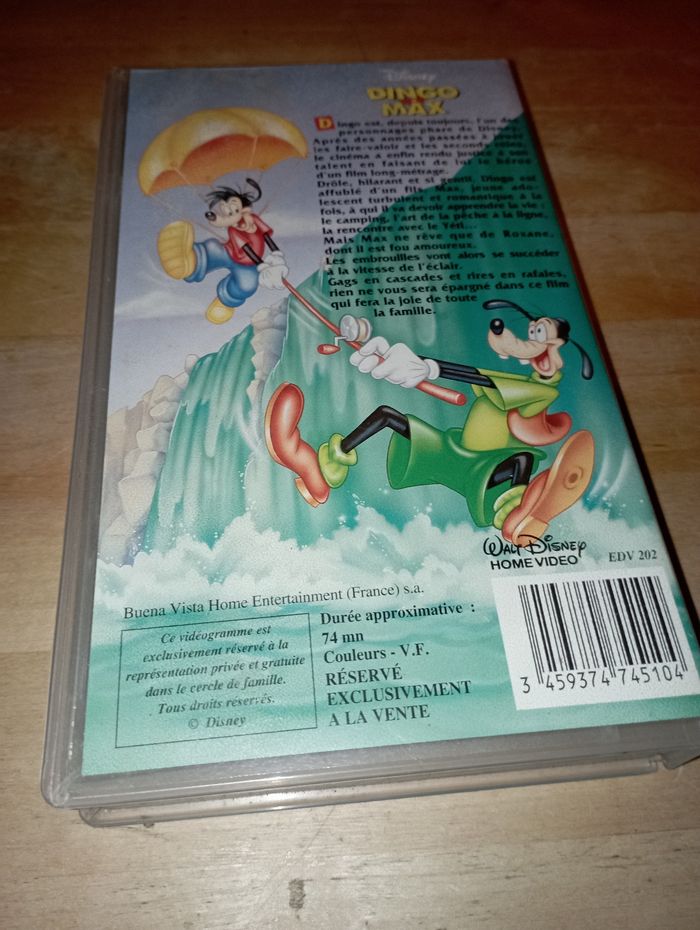 Disney
DINGO
MAX
Dingo est, depuis toujours, l'un des
personnages phare de Disney.
Après des années passées à jouer
les faire-valoir et les seconds rôles,
le cinéma a enfin rendu justice à son
talent en faisant de lui le héros
d'un film long-métrage.
Drôle, hilarant et si gentil, Dingo est
affublé d'un fils, Max, jeune ado-
lescent turbulent et romantique à la
fois, à qui il va devoir apprendre la vie :
le camping, l'art de la pêche à la ligne,
la rencontre avec le Yéti...
Mais Max ne rêve que de Roxane,
dont il est fou amoureux.
Les embrouilles vont alors se succéder
à la vitesse de l'éclair.
Gags en cascades et rires en rafales,
rien ne vous sera épargné dans ce film
qui fera la joie de toute
la famille.
WALT DISNEY
HOME VIDEO
EDV 202
Buena Vista Home Entertainment (France) s.a.
Ce vidéogramme est
exclusivement réservé à la
représentation privée et gratuite
dans le cercle de famille.
Tous droits reservés.
© Disney
Durée approximative :
74 mn
Couleurs - V.F.
RÉSERVÉ
EXCLUSIVEMENT
A LA VENTE
3 459374 745104